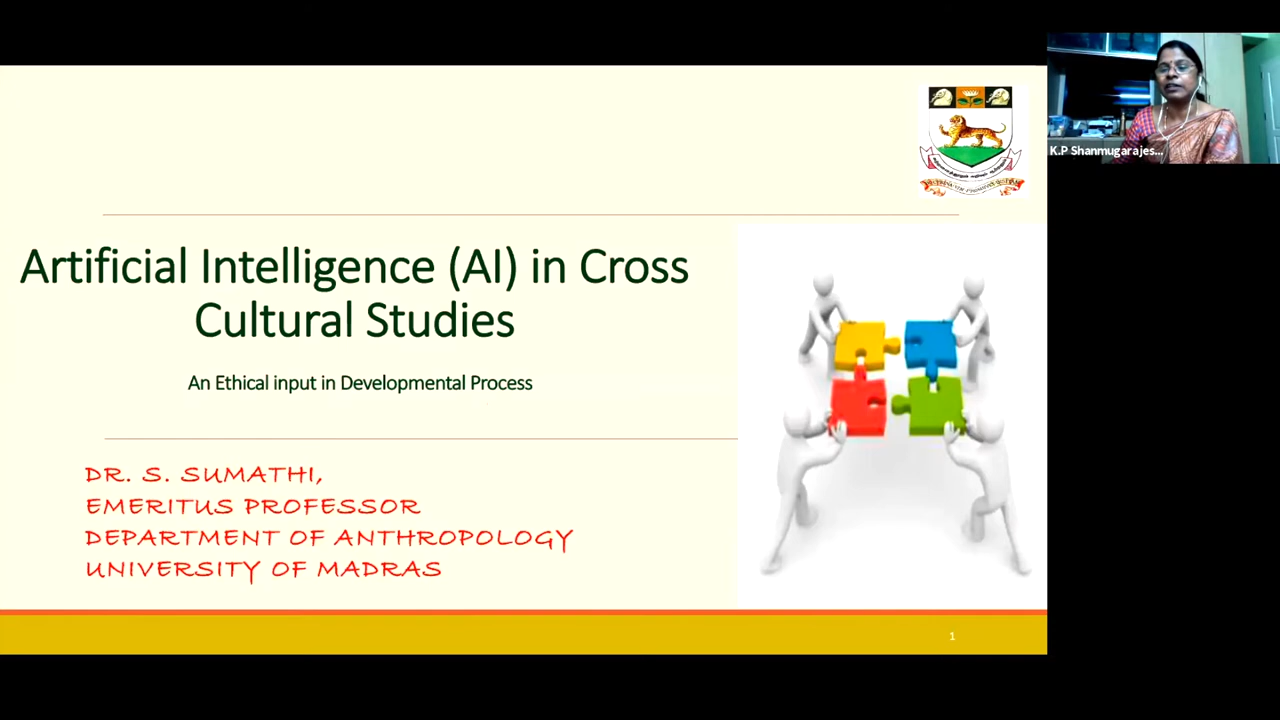 K.P Shanmugarajes...
Artificial Intelligence (AI) in Cross
Cultural Studies
An Ethical input in Developmental Process
DR. S. SUMATHI,
EMERITUS PROFESSOR
DEPARTMENT OF ANTHROPOLOGY
UNIVERSITY OF MADRAS
1